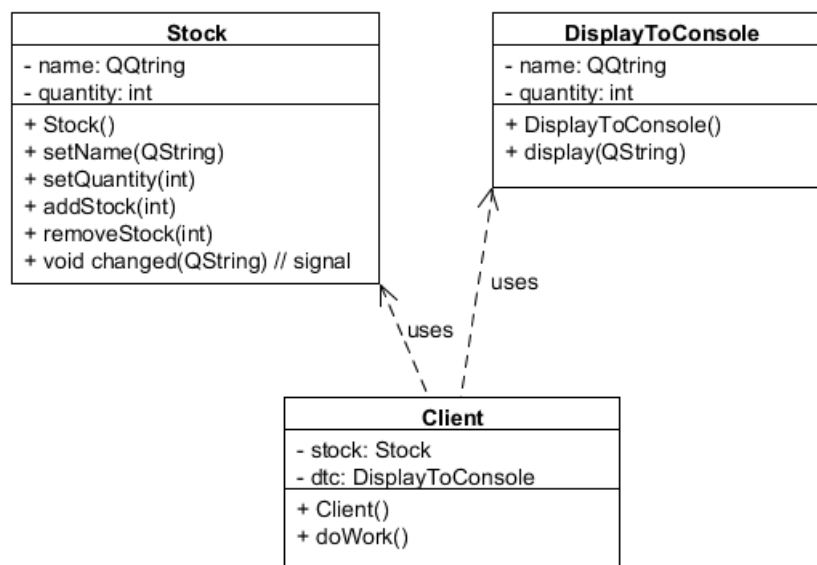 Stock
- name: QQtring
- quantity: int
+ Stock()
+ setName(QString)
+ setQuantity(int)
+ addStock(int)
+ removeStock(int)
+ void changed(QString) // signal
DisplayToConsole
- name: QQtring
- quantity: int
+ DisplayToConsole()
+ display(QString)
uses
uses
Client
- stock: Stock
- dtc: DisplayToConsole
+ Client()
+ doWork()